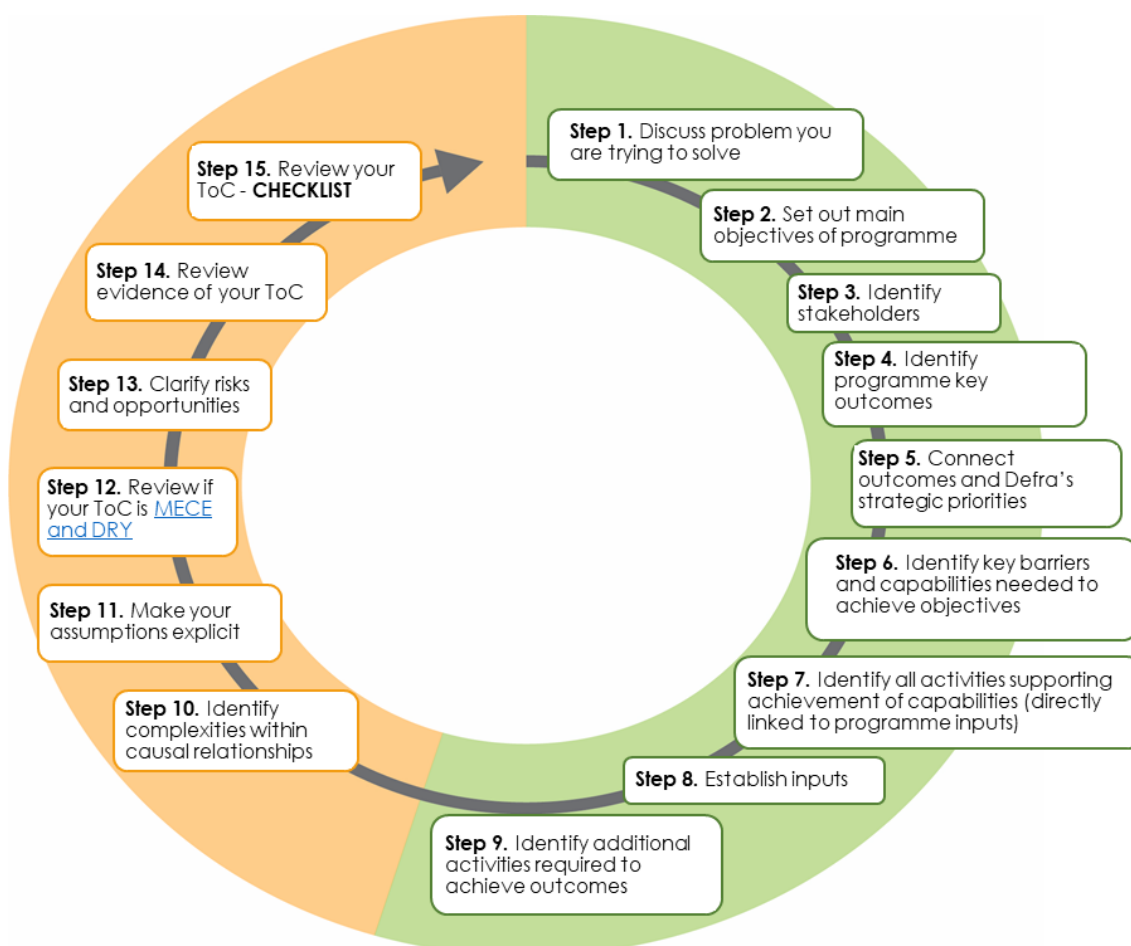 Step 1. Discuss problem you
are trying to solve
Step 2. Set out main
objectives of programme
Step 3. Identify
stakeholders
Step 4. Identify
programme key
outcomes
Step 5. Connect
outcomes and Defra's
strategic priorities
Step 6. Identify key barriers
and capabilities needed to
achieve objectives
Step 7. Identify all activities supporting
achievement of capabilities (directly
linked to programme inputs)
Step 8. Establish inputs
Step 9. Identify additional
activities required to
achieve outcomes
Step 10. Identify
complexities within
causal relationships
Step 11. Make your
assumptions explicit
Step 12. Review if
your ToC is MECE
and DRY
Step 13. Clarify risks
and opportunities
Step 14. Review
evidence of your ToC
Step 15. Review your
ToC - CHECKLIST